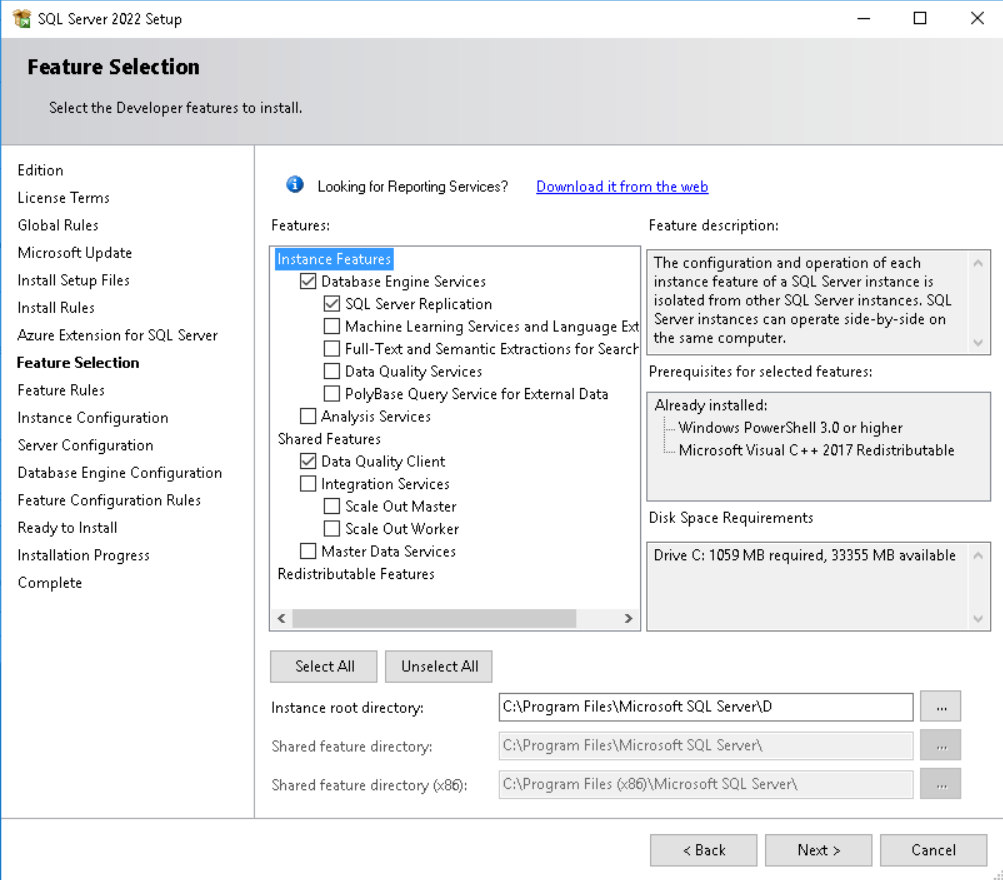 SQL Server 2022 Setup
Feature Selection
Select the Developer features to install.
Edition
License Terms
Global Rules
Microsoft Update
Install Setup Files
Install Rules
Azure Extension for SQL Server
Feature Selection
Feature Rules
Instance Configuration
Server Configuration
Database Engine Configuration
Feature Configuration Rules
Ready to Install
Installation Progress
Complete
Looking for Reporting Services? Download it from the web
Features:
Instance Features
Database Engine Services
SQL Server Replication
Machine Learning Services and Language Ext
Full-Text and Semantic Extractions for Search
Data Quality Services
PolyBase Query Service for External Data
Analysis Services
Shared Features
Data Quality Client
Integration Services
Scale Out Master
Scale Out Worker
Master Data Services
Redistributable Features
Feature description:
The configuration and operation of each
instance feature of a SQL Server instance is
isolated from other SQL Server instances. SQL
Server instances can operate side-by-side on
the same computer.
Prerequisites for selected features:
Already installed:
Windows PowerShell 3.0 or higher
Microsoft Visual C++ 2017 Redistributable
Disk Space Requirements
Drive C: 1059 MB required, 33355 MB available
Select All
Unselect All
Instance root directory: C:\Program Files\Microsoft SQL Server\D ...
Shared feature directory: C:\Program Files\Microsoft SQL Server\ ...
Shared feature directory (x86): C:\Program Files (x86)\Microsoft SQL Server\ ...
< Back
Next >
Cancel